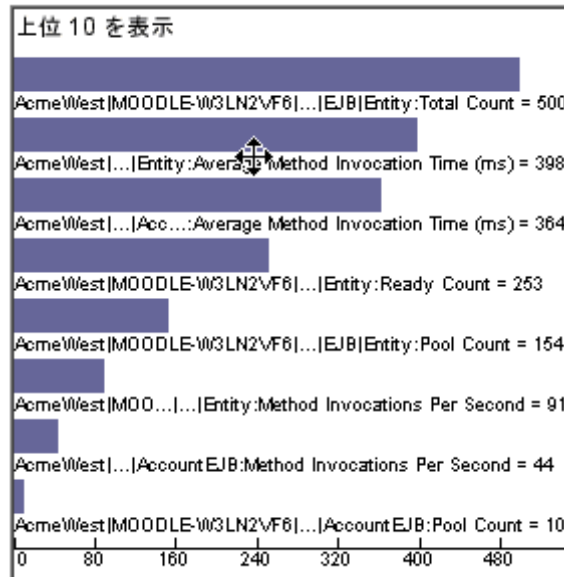 上位 10 を表示
AcmeWest|MOODLE-W3LN2VF6|...|EJB|Entity:Total Count = 500
AcmeWest|...|Entity:Average Method Invocation Time (ms) = 398
AcmeWest|...|Acc...:Average Method Invocation Time (ms) = 364
AcmeWest|MOODLE-W3LN2VF6|...|Entity:Ready Count = 253
AcmeWest|MOODLE-W3LN2VF6|...|EJB|Entity:Pool Count = 154
AcmeWest|MOO...|...|Entity:Method Invocations Per Second = 91
AcmeWest|...|AccountEJB:Method Invocations Per Second = 44
AcmeWest|MOODLE-W3LN2VF6|...|AccountEJB:Pool Count = 10
0 80 160 240 320 400 480